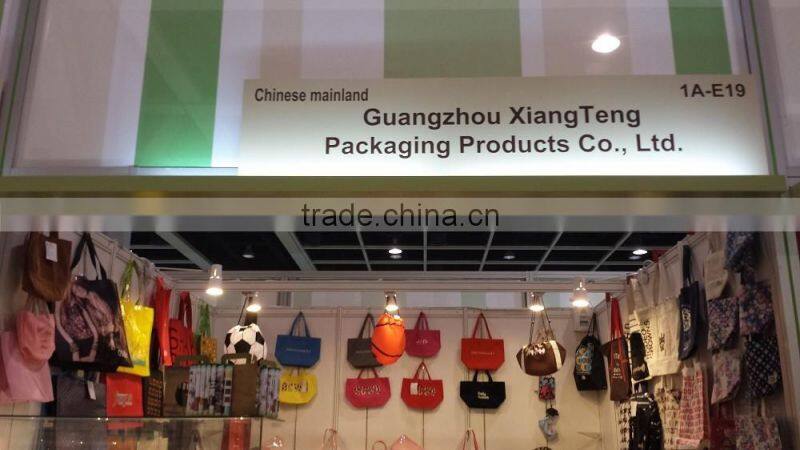 Chinese mainland
1A-E19
Guangzhou XiangTeng
Packaging Products Co., Ltd.
trade.china.cn